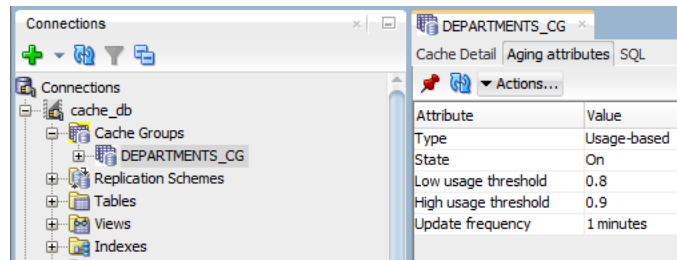 Connections
Connections
cache_db
Cache Groups
DEPARTMENTS_CG
Replication Schemes
Tables
Views
Indexes
DEPARTMENTS_CG
Cache Detail Aging attributes SQL
Actions...
Attribute Value
Type Usage-based
State On
Low usage threshold 0.8
High usage threshold 0.9
Update frequency 1 minutes